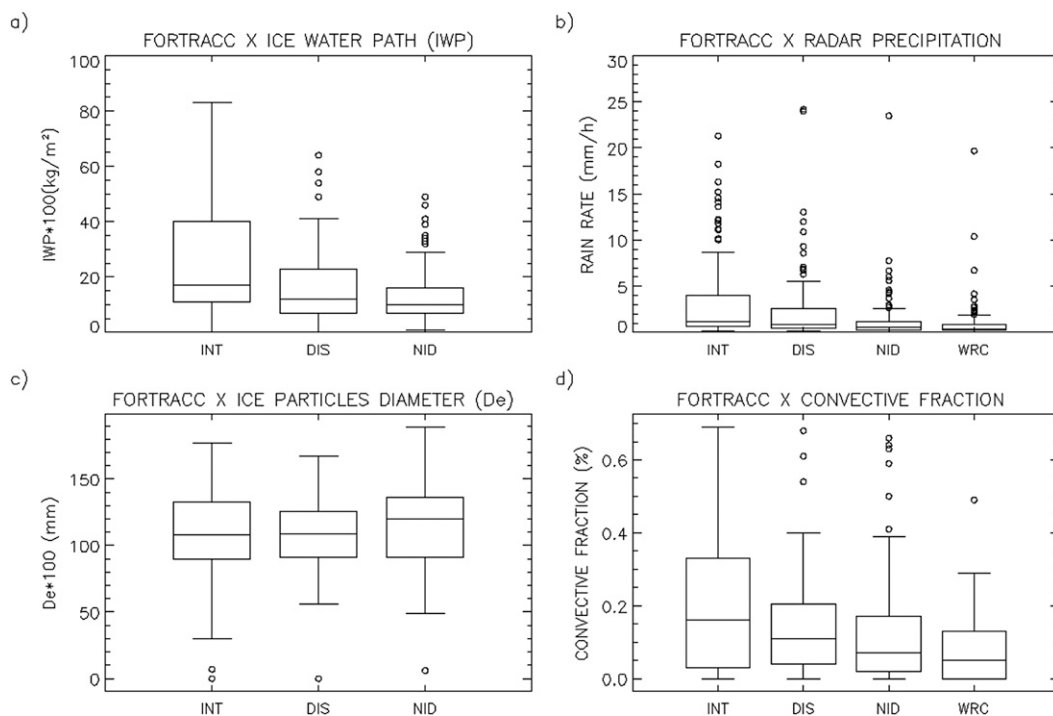 a)
FORTRACC X ICE WATER PATH (IWP)
IWP*100(kg/m²)
100
80
60
40
20
0
INT DIS NID
b)
FORTRACC X RADAR PRECIPITATION
RAIN RATE (mm/h)
30
25
20
15
10
5
0
INT DIS NID WRC
c)
FORTRACC X ICE PARTICLES DIAMETER (De)
De*100 (mm)
150
100
50
0
INT DIS NID
d)
FORTRACC X CONVECTIVE FRACTION
CONVECTIVE FRACTION (%)
0.6
0.4
0.2
0.0
INT DIS NID WRC